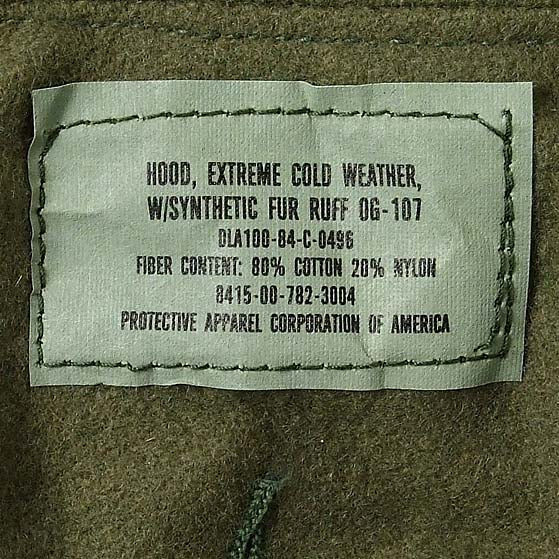 HOOD, EXTREME COLD WEATHER,
W/SYNTHETIC FUR RUFF OG-107
DLA100-84-C-0496
FIBER CONTENT: 80% COTTON 20% NYLON
8415-00-782-3004
PROTECTIVE APPAREL CORPORATION OF AMERICA